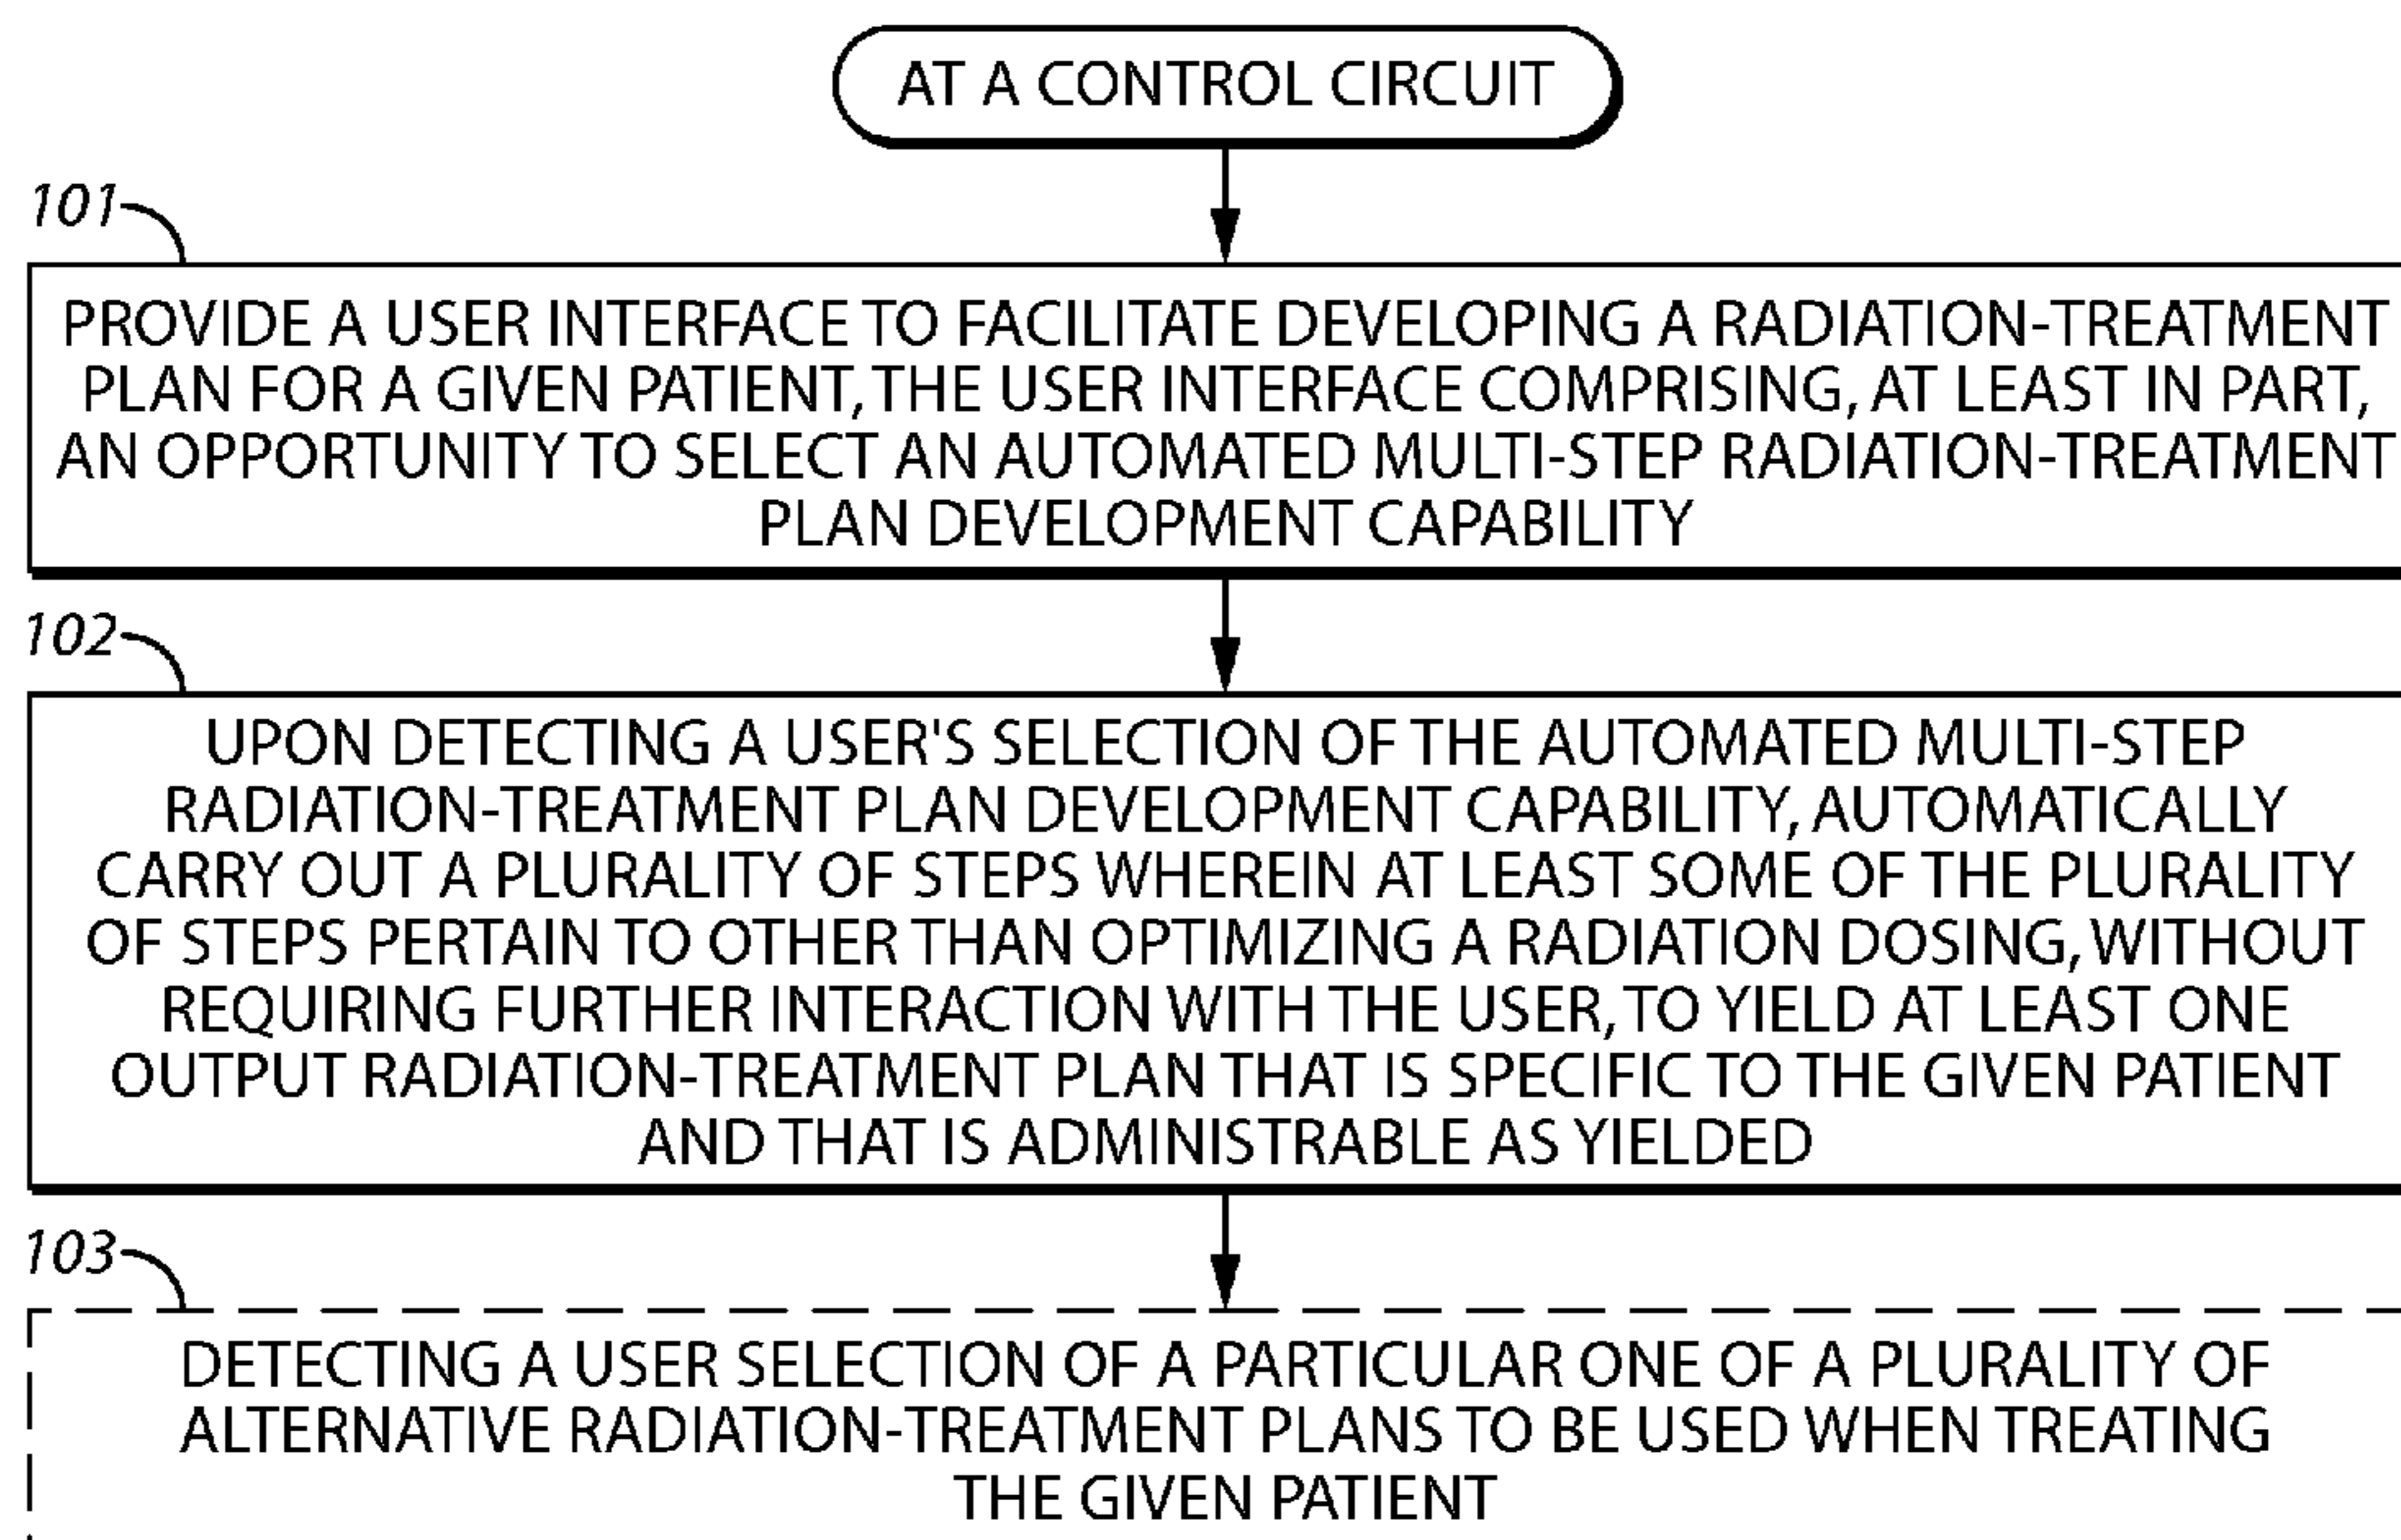 AT A CONTROL CIRCUIT
101
PROVIDE A USER INTERFACE TO FACILITATE DEVELOPING A RADIATION-TREATMENT
PLAN FOR A GIVEN PATIENT, THE USER INTERFACE COMPRISING, AT LEAST IN PART,
AN OPPORTUNITY TO SELECT AN AUTOMATED MULTI-STEP RADIATION-TREATMENT
PLAN DEVELOPMENT CAPABILITY
102
UPON DETECTING A USER'S SELECTION OF THE AUTOMATED MULTI-STEP
RADIATION-TREATMENT PLAN DEVELOPMENT CAPABILITY, AUTOMATICALLY
CARRY OUT A PLURALITY OF STEPS WHEREIN AT LEAST SOME OF THE PLURALITY
OF STEPS PERTAIN TO OTHER THAN OPTIMIZING A RADIATION DOSING, WITHOUT
REQUIRING FURTHER INTERACTION WITH THE USER, TO YIELD AT LEAST ONE
OUTPUT RADIATION-TREATMENT PLAN THAT IS SPECIFIC TO THE GIVEN PATIENT
AND THAT IS ADMINISTRABLE AS YIELDED
103
DETECTING A USER SELECTION OF A PARTICULAR ONE OF A PLURALITY OF
ALTERNATIVE RADIATION-TREATMENT PLANS TO BE USED WHEN TREATING
THE GIVEN PATIENT